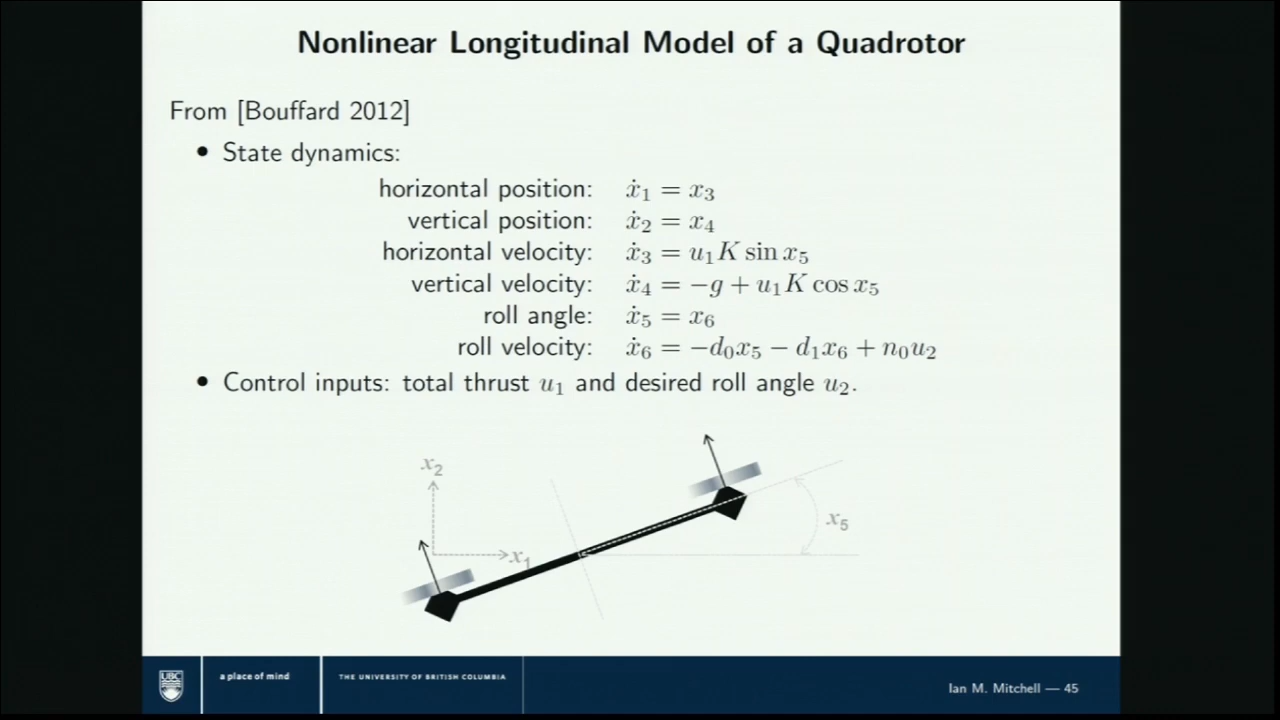 Nonlinear Longitudinal Model of a Quadrotor
From [Bouffard 2012]
• State dynamics:
horizontal position: ẋ₁ = x₃
vertical position: ẋ₂ = x₄
horizontal velocity: ẋ₃ = u₁K sin x₅
vertical velocity: ẋ₄ = −g + u₁K cos x₅
roll angle: ẋ₅ = x₆
roll velocity: ẋ₆ = −d₀x₅ − d₁x₆ + n₀u₂
• Control inputs: total thrust u₁ and desired roll angle u₂.
x₂
x₁
x₅
UBC
a place of mind
THE UNIVERSITY OF BRITISH COLUMBIA
Ian M. Mitchell — 45